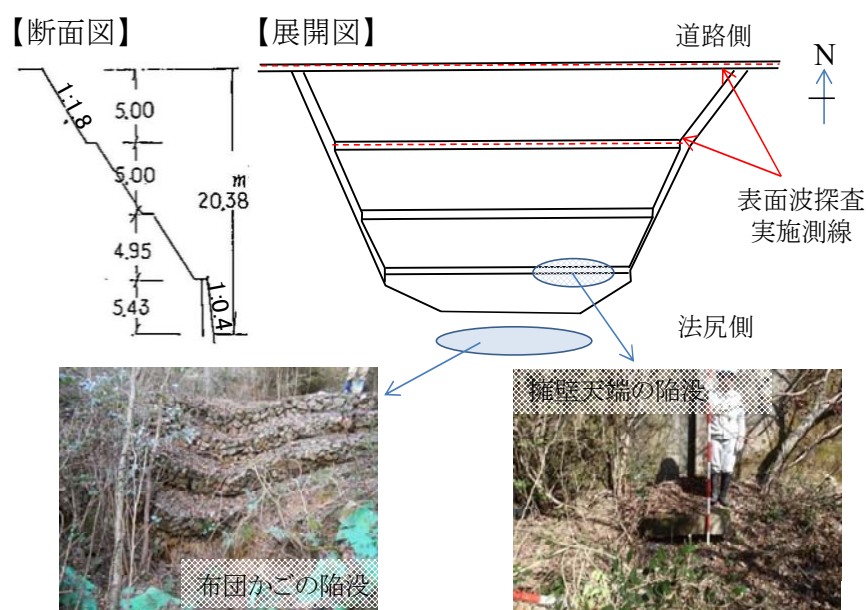 【断面図】
【展開図】
道路側
N
1:1.8
5.00
5.00
m
20.38
4.95
5.43
1:0.4
表面波探査
実施測線
法尻側
布団かごの陥没
擁壁天端の陥没